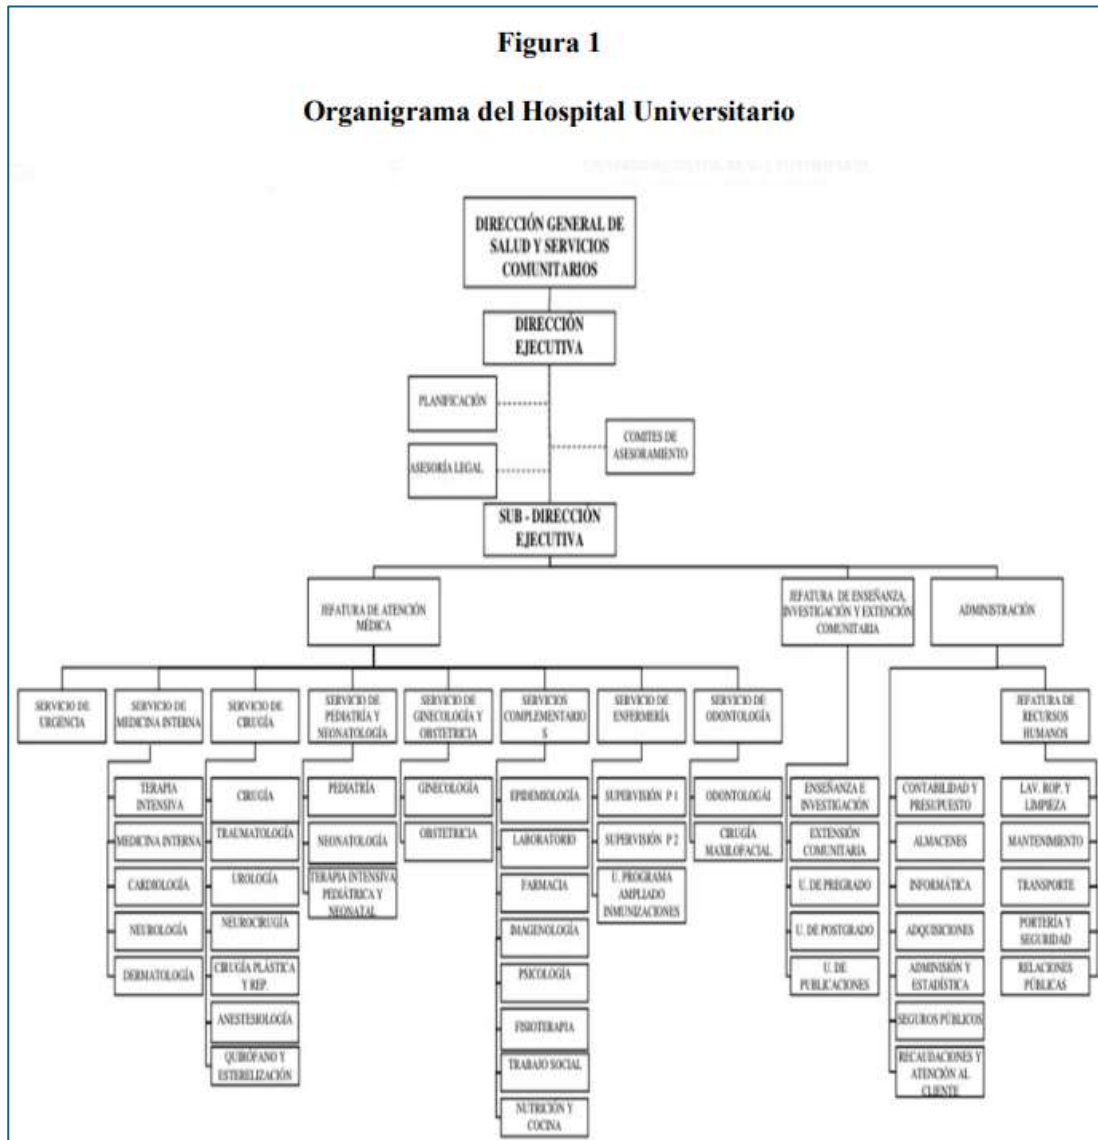 Figura 1
Organigrama del Hospital Universitario
DIRECCIÓN GENERAL DE
SALUD Y SERVICIOS
COMUNITARIOS
DIRECCIÓN
EJECUTIVA
PLANIFICACIÓN
COMITES DE
ASESORAMIENTO
ASESORÍA LEGAL
SUB - DIRECCIÓN
EJECUTIVA
JEFATURA DE ATENCIÓN
MÉDICA
JEFATURA DE ENSEÑANZA,
INVESTIGACIÓN Y EXTENCIÓN
COMUNITARIA
ADMINISTRACIÓN
SERVICIO DE
URGENCIA
SERVICIO DE
MEDICINA INTERNA
SERVICIO DE
CIRUGÍA
SERVICIO DE
PEDIATRÍA Y
NEONATOLOGÍA
SERVICIO DE
GINECOLOGÍA Y
OBSTETRICIA
SERVICIOS
COMPLEMENTARIO
S
SERVICIO DE
ENFERMERÍA
SERVICIO DE
ODONTOLOGÍA
JEFATURA DE
RECURSOS
HUMANOS
TERAPIA
INTENSIVA
MEDICINA INTERNA
CARDIOLOGÍA
NEUROLOGÍA
DERMATOLOGÍA
CIRUGÍA
TRAUMATOLOGÍA
UROLOGÍA
NEUROCIRUGÍA
CIRUGÍA PLÁSTICA
Y REP.
ANESTESIOLOGÍA
QUIRÓFANO Y
ESTERELIZACIÓN
PEDIATRÍA
NEONATOLOGÍA
TERAPIA INTENSIVA
PEDIÁTRICA Y
NEONATAL
GINECOLOGÍA
OBSTETRICIA
EPIDEMIOLOGÍA
LABORATORIO
FARMACIA
IMAGENOLOGÍA
PSICOLOGÍA
FISIOTERAPIA
TRABAJO SOCIAL
NUTRICIÓN Y
COCINA
SUPERVISIÓN P 1
SUPERVISIÓN P 2
U. PROGRAMA
AMPLIADO
INMUNIZACIONES
ODONTOLOGÁI
CIRUGÍA
MAXILOFACIAL
ENSEÑANZA E
INVESTIGACIÓN
EXTENSIÓN
COMUNITARIA
U. DE PREGRADO
U. DE POSTGRADO
U. DE
PUBLICACIONES
CONTABILIDAD Y
PRESUPUESTO
ALMACENES
INFORMÁTICA
ADQUISICIONES
ADMINISIÓN Y
ESTADÍSTICA
SEGUROS PÚBLICOS
RECAUDACIONES Y
ATENCIÓN AL
CLIENTE
LAV. ROP. Y
LIMPIEZA
MANTENIMIENTO
TRANSPORTE
PORTERÍA Y
SEGURIDAD
RELACIONES
PÚBLICAS